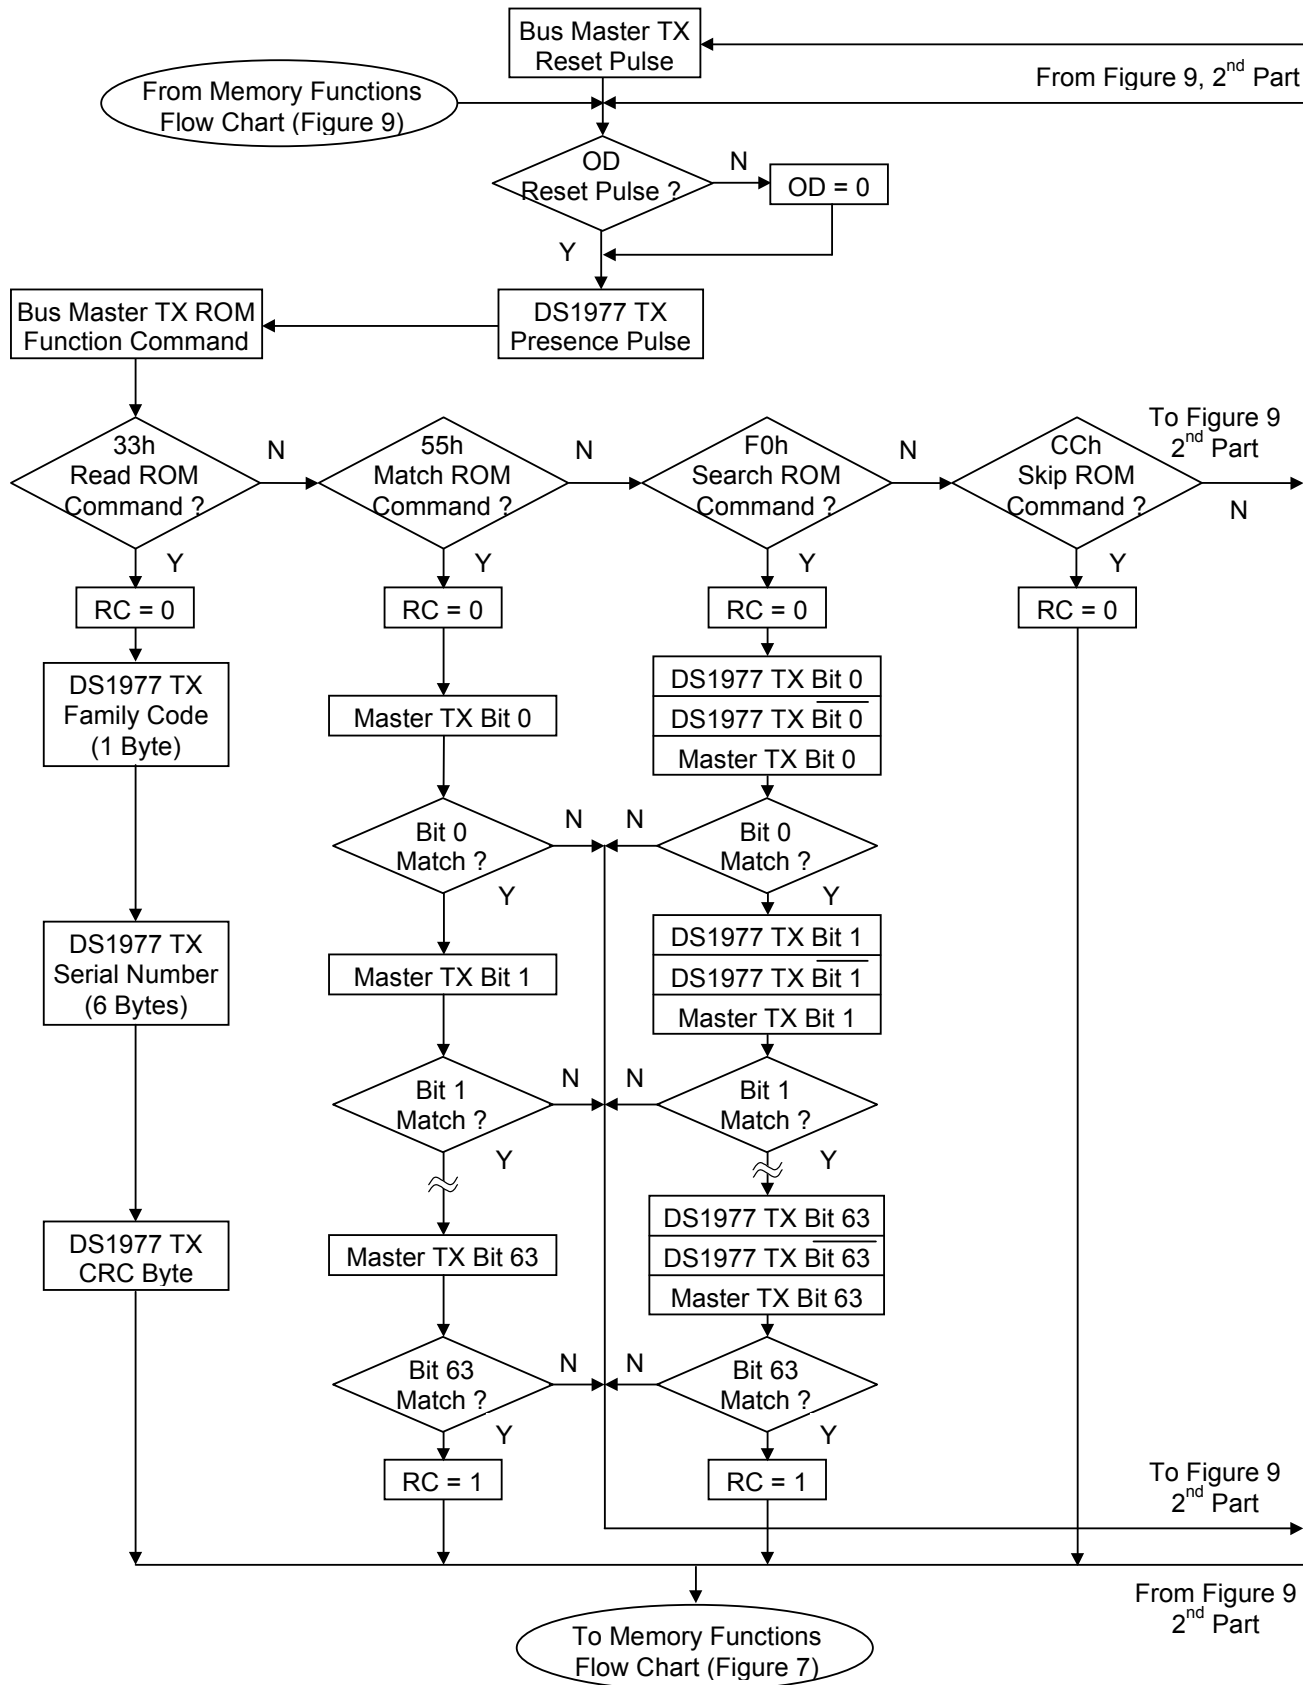 Bus Master TX
Reset Pulse
From Figure 9, 2nd Part
From Memory Functions
Flow Chart (Figure 9)
OD
Reset Pulse ?
N
OD = 0
Y
Bus Master TX ROM
Function Command
DS1977 TX
Presence Pulse
33h
Read ROM
Command ?
N
55h
Match ROM
Command ?
N
F0h
Search ROM
Command ?
N
CCh
Skip ROM
Command ?
To Figure 9
2nd Part
N
Y
Y
Y
Y
RC = 0
RC = 0
RC = 0
RC = 0
DS1977 TX
Family Code
(1 Byte)
Master TX Bit 0
DS1977 TX Bit 0
DS1977 TX B̅i̅t̅ ̅0̅
Master TX Bit 0
Bit 0
Match ?
N
N
Bit 0
Match ?
Y
Y
DS1977 TX
Serial Number
(6 Bytes)
Master TX Bit 1
DS1977 TX Bit 1
DS1977 TX B̅i̅t̅ ̅1̅
Master TX Bit 1
Bit 1
Match ?
N
N
Bit 1
Match ?
Y
Y
DS1977 TX
CRC Byte
Master TX Bit 63
DS1977 TX Bit 63
DS1977 TX B̅i̅t̅ ̅6̅3̅
Master TX Bit 63
Bit 63
Match ?
N
N
Bit 63
Match ?
Y
Y
RC = 1
RC = 1
To Figure 9
2nd Part
From Figure 9
2nd Part
To Memory Functions
Flow Chart (Figure 7)